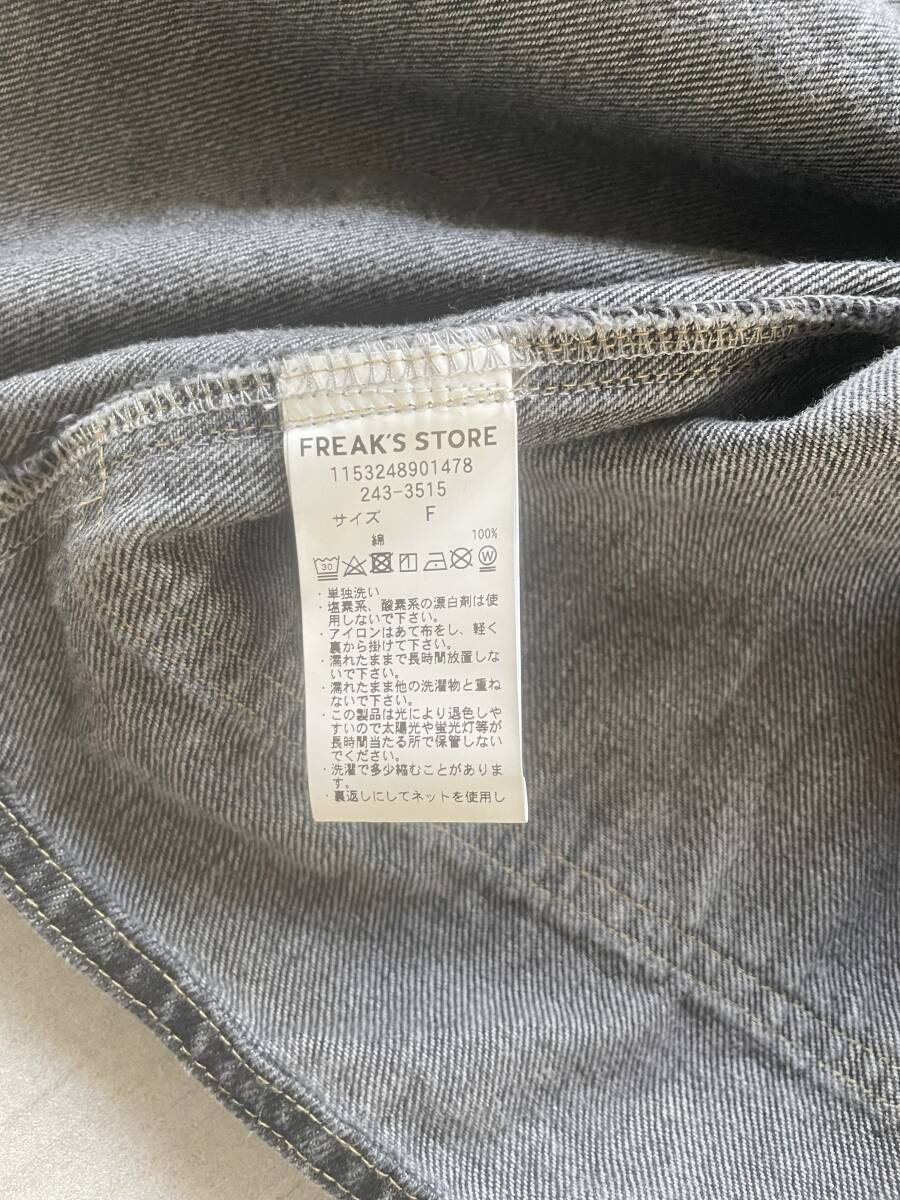 FREAK'S STORE
1153248901478
243-3515
サイズ F
綿 100%
30 W
・単独洗い
・塩素系、酸素系の漂白剤は使
用しないで下さい。
・アイロンはあて布をし、軽く
裏から掛けて下さい。
・濡れたままで長時間放置しな
いで下さい。
・濡れたまま他の洗濯物と重ね
ないで下さい。
・この製品は光により退色しや
すいので太陽光や蛍光灯等が
長時間当たる所で保管しない
でください。
・洗濯で多少縮むことがありま
す。
・裏返しにしてネットを使用し